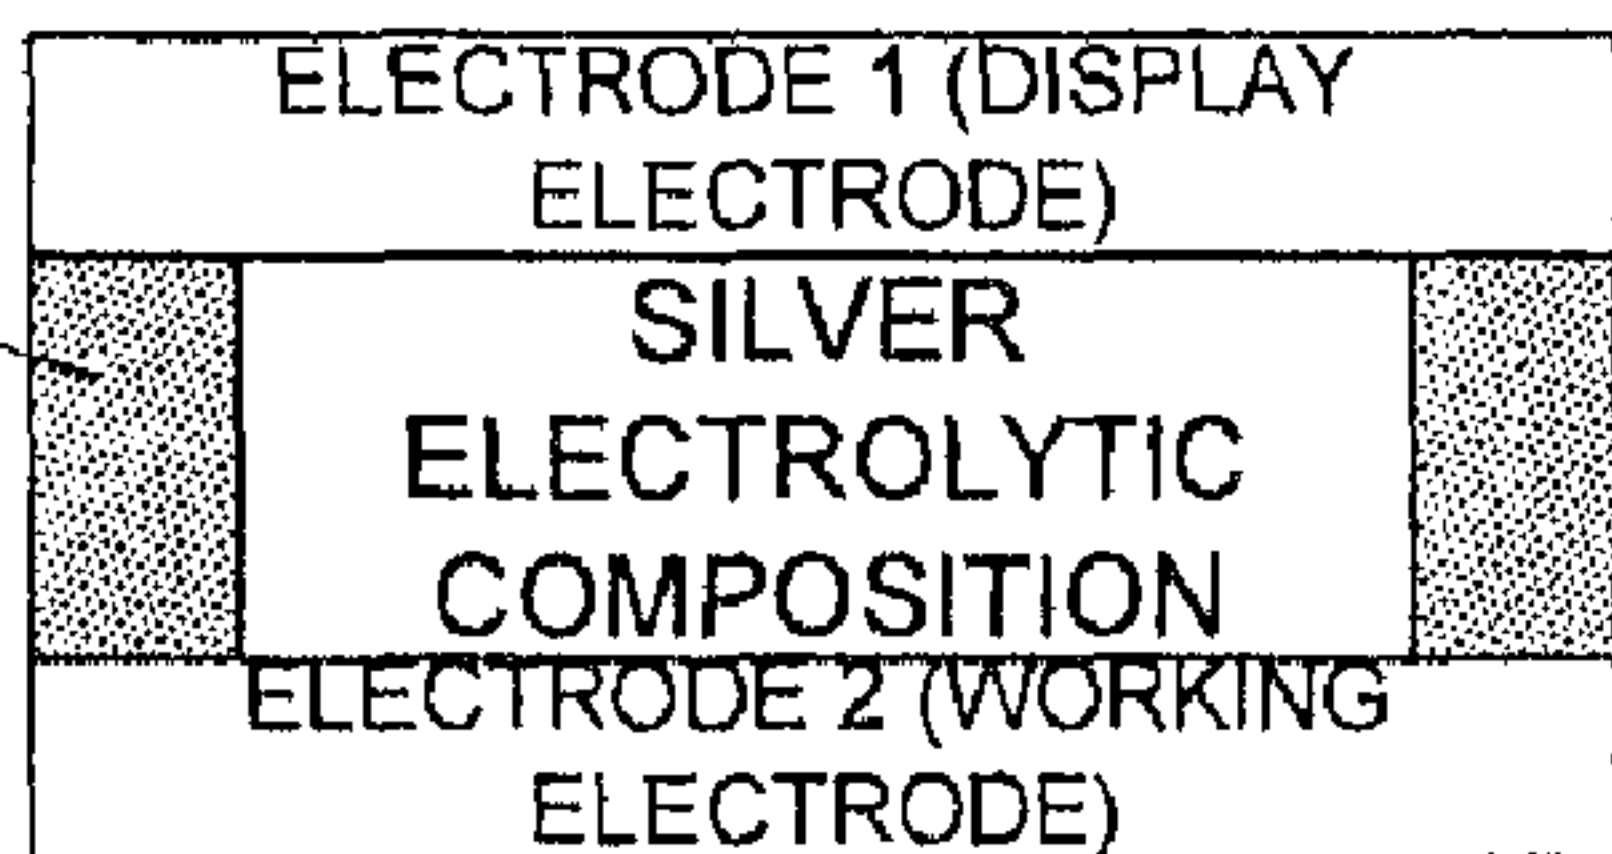 ELECTRODE 1 (DISPLAY
ELECTRODE)
SILVER
ELECTROLYTIC
COMPOSITION
ELECTRODE 2 (WORKING
ELECTRODE)